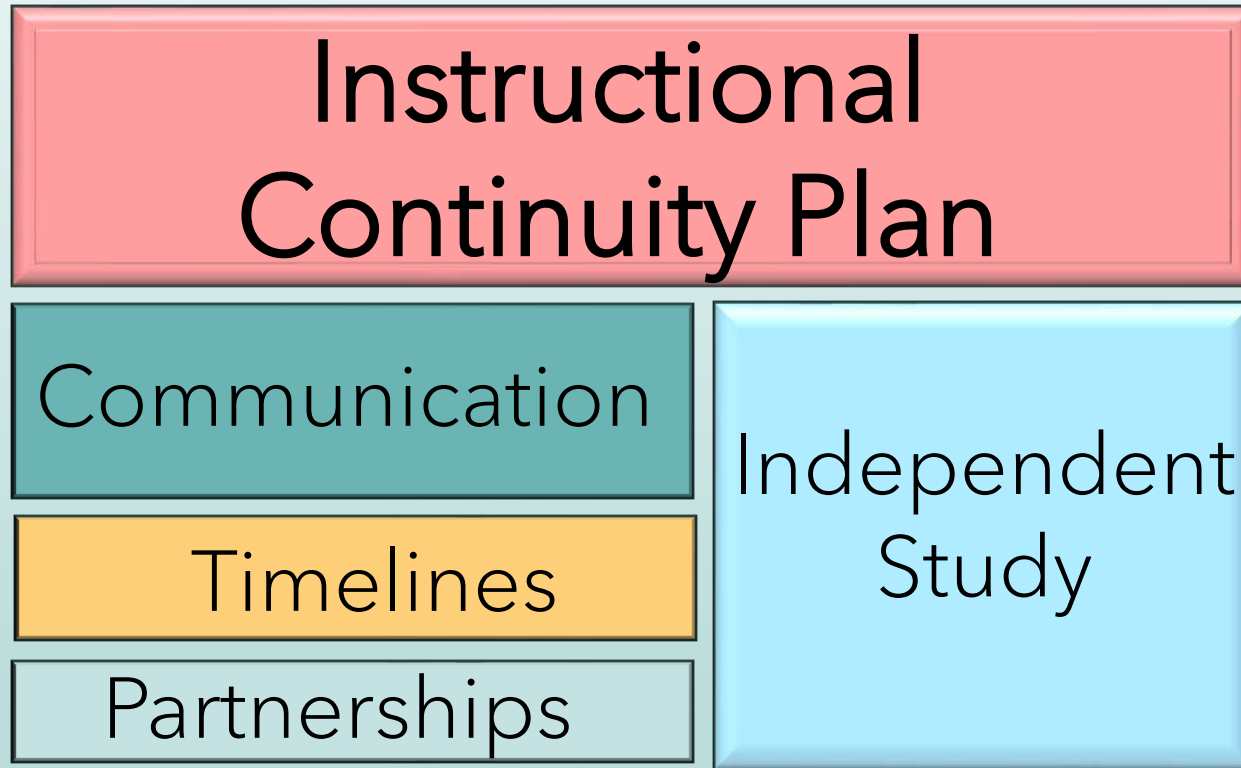 Instructional
Continuity Plan
Communication
Timelines
Partnerships
Independent
Study